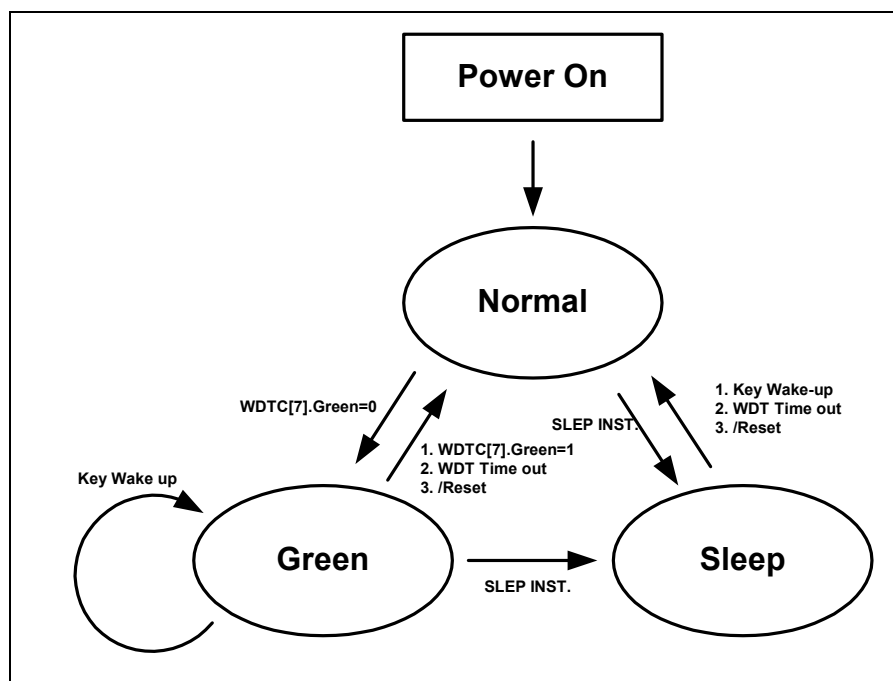 Power On
Normal
WDTC[7].Green=0
1. WDTC[7].Green=1
2. WDT Time out
3. /Reset
SLEP INST.
1. Key Wake-up
2. WDT Time out
3. /Reset
Key Wake up
Green
SLEP INST.
Sleep